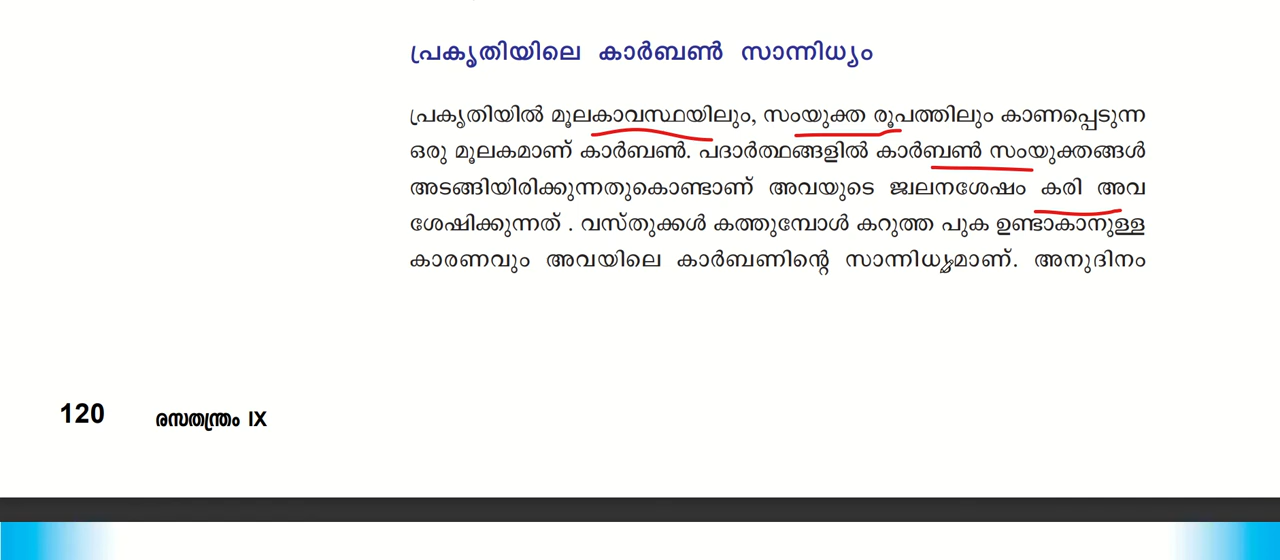 പ്രകൃതിയിലെ കാർബൺ സാന്നിധ്യം
പ്രകൃതിയിൽ മൂലകാവസ്ഥയിലും, സംയുക്ത രൂപത്തിലും കാണപ്പെടുന്ന
ഒരു മൂലകമാണ് കാർബൺ. പദാർത്ഥങ്ങളിൽ കാർബൺ സംയുക്തങ്ങൾ
അടങ്ങിയിരിക്കുന്നതുകൊണ്ടാണ് അവയുടെ ജ്വലനശേഷം കരി അവ
ശേഷിക്കുന്നത് . വസ്തുക്കൾ കത്തുമ്പോൾ കറുത്ത പുക ഉണ്ടാകാനുള്ള
കാരണവും അവയിലെ കാർബണിന്റെ സാന്നിധ്യമാണ്. അനുദിനം
120 രസതന്ത്രം IX